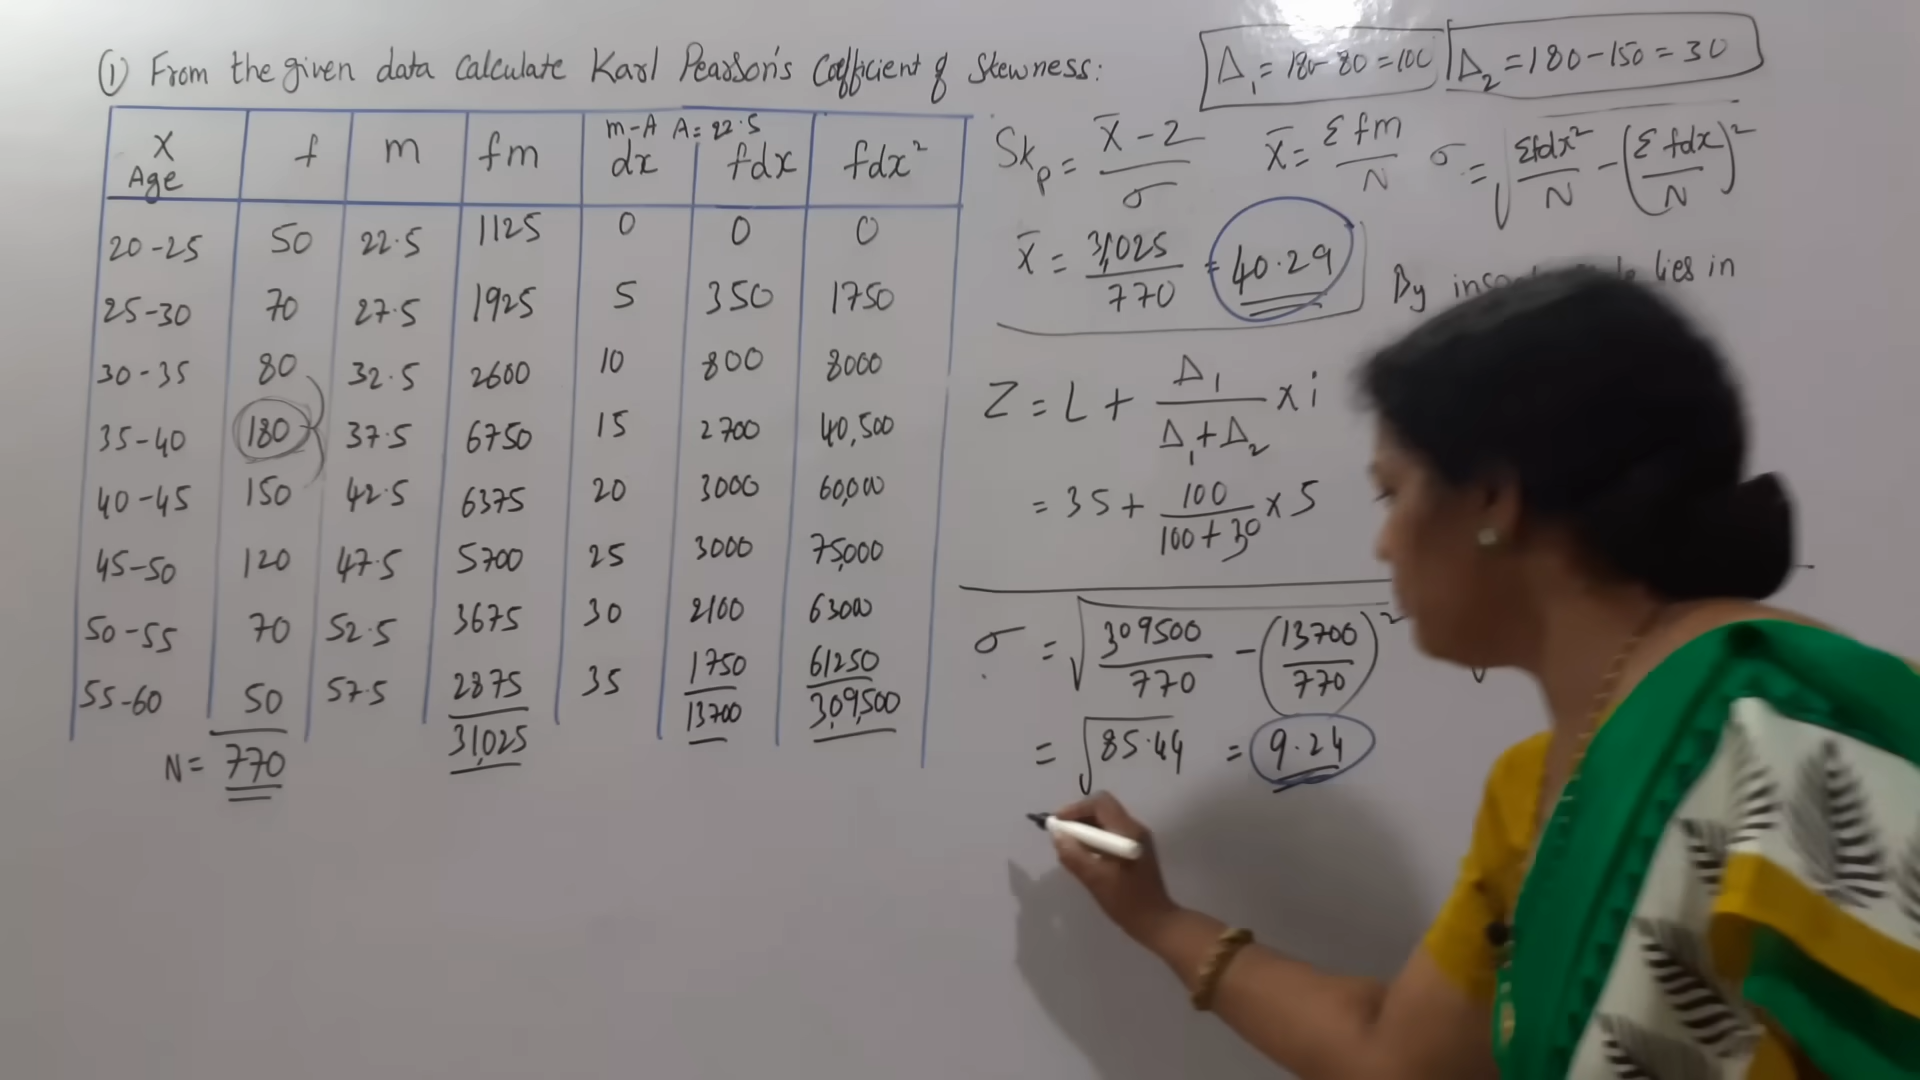 ① From the given data calculate Karl Pearson's Coefficient of Skewness:
Δ₁ = 180-80 = 100
Δ₂ = 180-150 = 30
X Age f m fm m-A A=22.5 dx fdx fdx²
20-25 50 22.5 1125 0 0 0
25-30 70 27.5 1925 5 350 1750
30-35 80 32.5 2600 10 800 8000
35-40 180 37.5 6750 15 2700 40,500
40-45 150 42.5 6375 20 3000 60,000
45-50 120 47.5 5700 25 3000 75,000
50-55 70 52.5 3675 30 2100 63000
55-60 50 57.5 2875 35 1750 61250
N = 770 31,025 13700 3,09,500
Skp = (X̄ - Z)/σ X̄ = Σfm/N σ = √(Σfdx²/N - (Σfdx/N)²)
X̄ = 31,025/770 = 40.29
By lies in
Z = L + Δ₁/(Δ₁+Δ₂) × i
= 35 + 100/(100+30) × 5
σ = √(309500/770 - (13700/770)²)
= √85.44 = 9.24